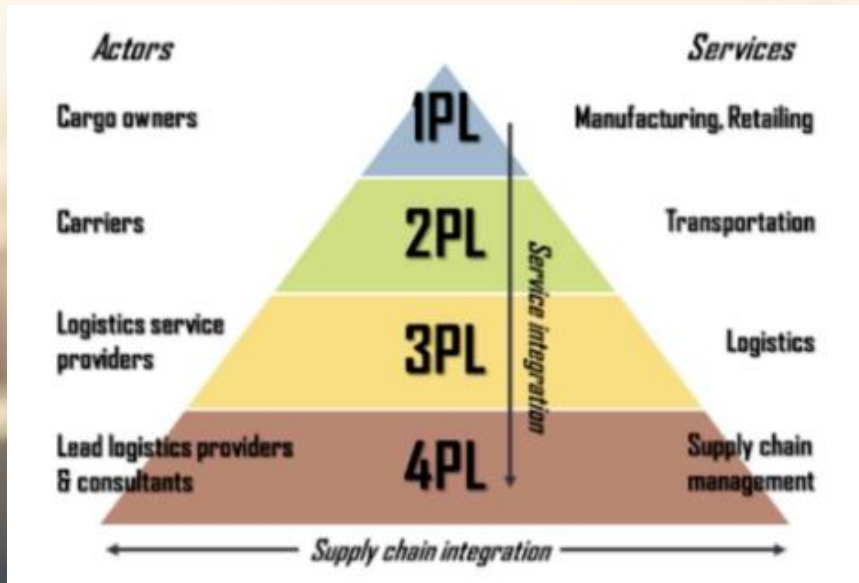 Actors
Services
Cargo owners
1PL
Manufacturing, Retailing
Carriers
2PL
Transportation
Service integration
Logistics service
providers
3PL
Logistics
Lead logistics providers
& consultants
4PL
Supply chain
management
Supply chain integration